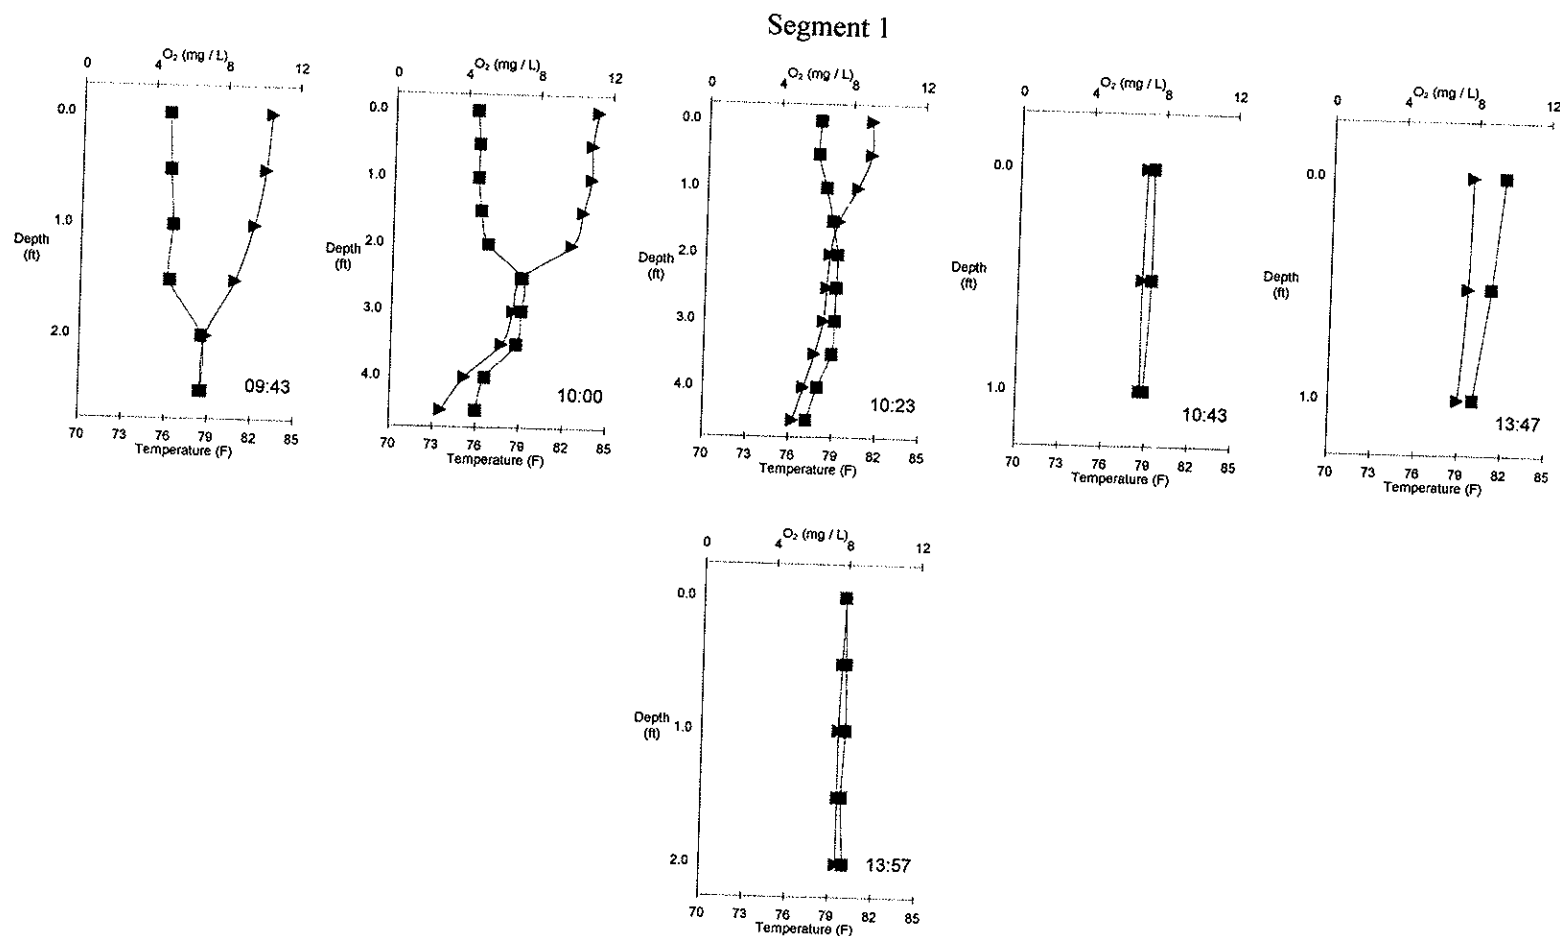 Segment 1
O₂ (mg / L)
0 4 8 12
0.0
1.0
2.0
Depth
(ft)
09:43
70 73 76 79 82 85
Temperature (F)
O₂ (mg / L)
0 4 8 12
0.0
1.0
2.0
3.0
4.0
Depth
(ft)
10:00
70 73 76 79 82 85
Temperature (F)
O₂ (mg / L)
0 4 8 12
0.0
1.0
2.0
3.0
4.0
Depth
(ft)
10:23
70 73 76 79 82 85
Temperature (F)
O₂ (mg / L)
0 4 8 12
0.0
1.0
Depth
(ft)
10:43
70 73 76 79 82 85
Temperature (F)
O₂ (mg / L)
0 4 8 12
0.0
1.0
Depth
(ft)
13:47
70 73 76 79 82 85
Temperature (F)
O₂ (mg / L)
0 4 8 12
0.0
1.0
2.0
Depth
(ft)
13:57
70 73 76 79 82 85
Temperature (F)